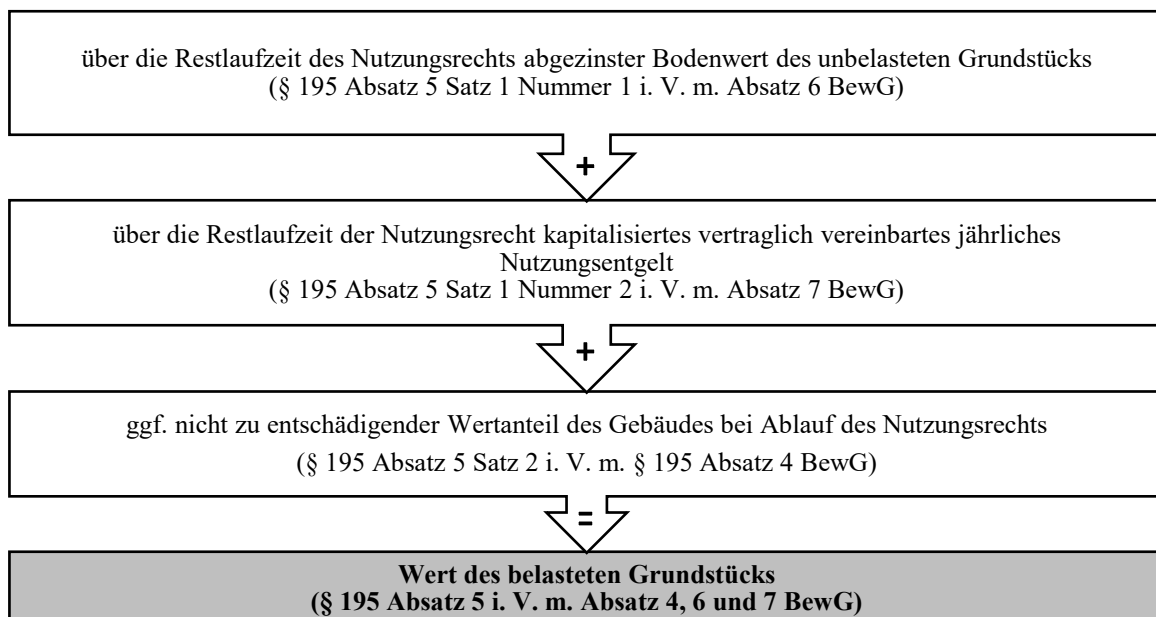 über die Restlaufzeit des Nutzungsrechts abgezinster Bodenwert des unbelasteten Grundstücks
(§ 195 Absatz 5 Satz 1 Nummer 1 i. V. m. Absatz 6 BewG)
+
über die Restlaufzeit der Nutzungsrecht kapitalisiertes vertraglich vereinbartes jährliches
Nutzungsentgelt
(§ 195 Absatz 5 Satz 1 Nummer 2 i. V. m. Absatz 7 BewG)
+
ggf. nicht zu entschädigender Wertanteil des Gebäudes bei Ablauf des Nutzungsrechts
(§ 195 Absatz 5 Satz 2 i. V. m. § 195 Absatz 4 BewG)
=
Wert des belasteten Grundstücks
(§ 195 Absatz 5 i. V. m. Absatz 4, 6 und 7 BewG)